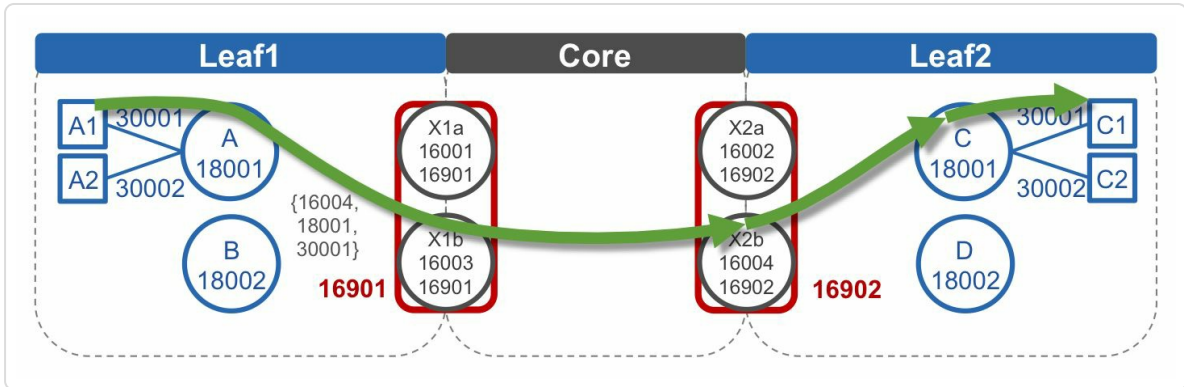 Leaf1
Core
Leaf2
A1
30001
A2
30002
A
18001
B
18002
{16004,
18001,
30001}
X1a
16001
16901
X1b
16003
16901
16901
X2a
16002
16902
X2b
16004
16902
16902
C
18001
D
18002
30001
C1
30002
C2